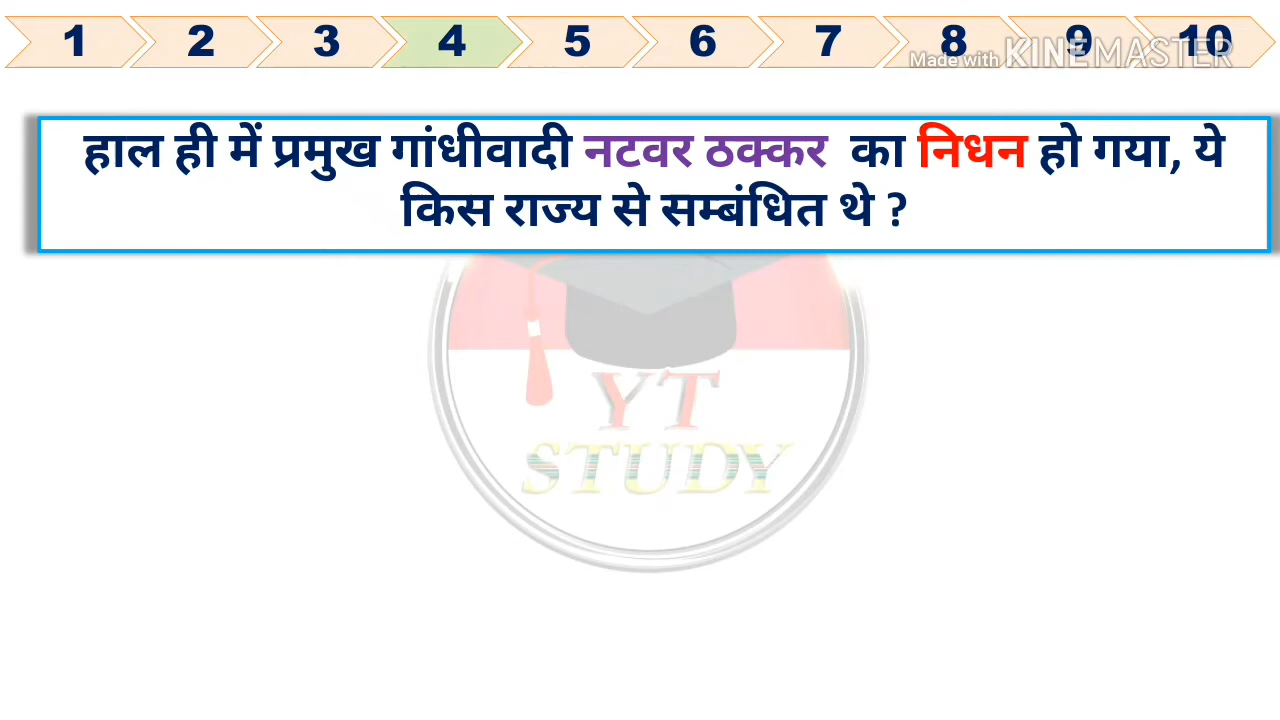 1 2 3 4 5 6 7 8 9 10
Made with KINEMASTER
हाल ही में प्रमुख गांधीवादी नटवर ठक्कर का निधन हो गया, ये
किस राज्य से सम्बंधित थे ?
YT
STUDY